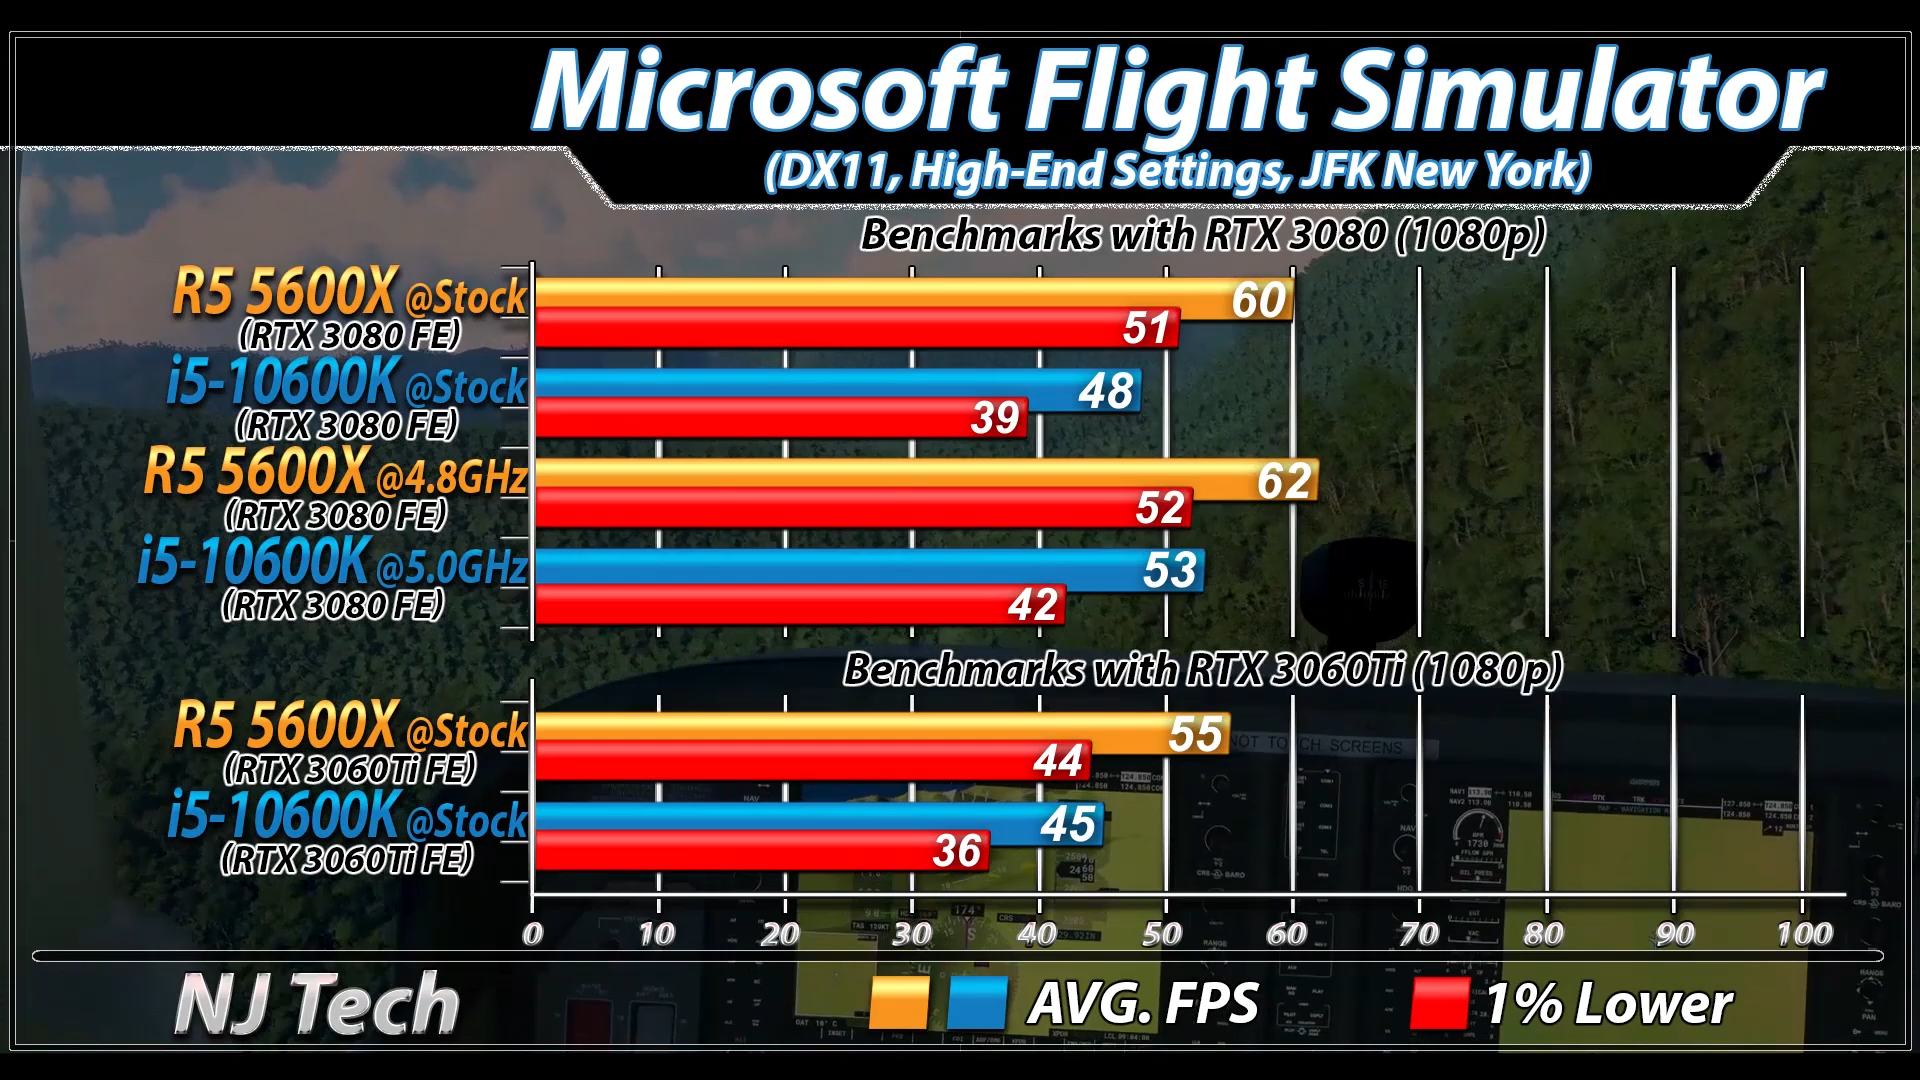 Microsoft Flight Simulator
(DX11, High-End Settings, JFK New York)
Benchmarks with RTX 3080 (1080p)
R5 5600X @Stock
(RTX 3080 FE)
60
51
i5-10600K @Stock
(RTX 3080 FE)
48
39
R5 5600X @4.8GHz
(RTX 3080 FE)
62
52
i5-10600K @5.0GHz
(RTX 3080 FE)
53
42
Benchmarks with RTX 3060Ti (1080p)
R5 5600X @Stock
(RTX 3060Ti FE)
55
44
NOT TOUCH SCREENS
i5-10600K @Stock
(RTX 3060Ti FE)
45
36
0 10 20 30 40 50 60 70 80 90 100
NJ Tech
AVG. FPS
1% Lower